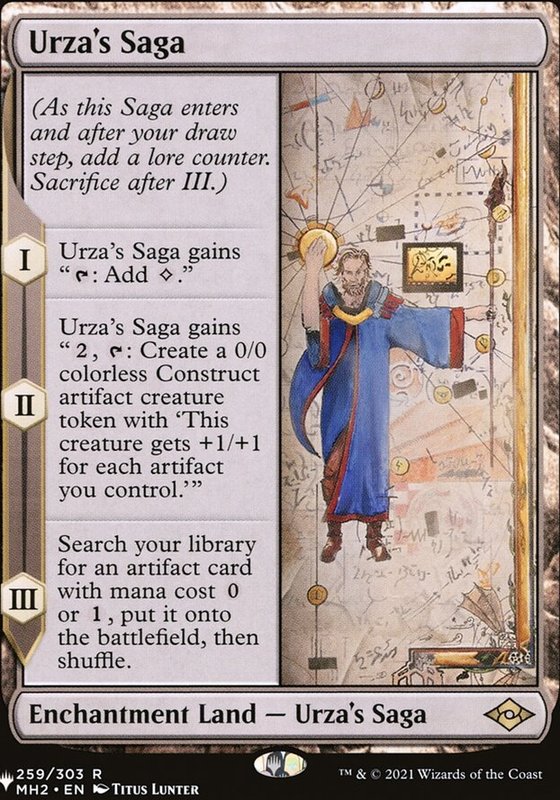 Urza's Saga
(As this Saga enters
and after your draw
step, add a lore counter.
Sacrifice after III.)
I
Urza's Saga gains
“: Add .”
II
Urza's Saga gains
“2, : Create a 0/0
colorless Construct
artifact creature
token with ‘This
creature gets +1/+1
for each artifact
you control.’”
III
Search your library
for an artifact card
with mana cost 0
or 1, put it onto
the battlefield, then
shuffle.
Enchantment Land — Urza's Saga
259/303 R
MH2 • EN Titus Lunter
™ & © 2021 Wizards of the Coast